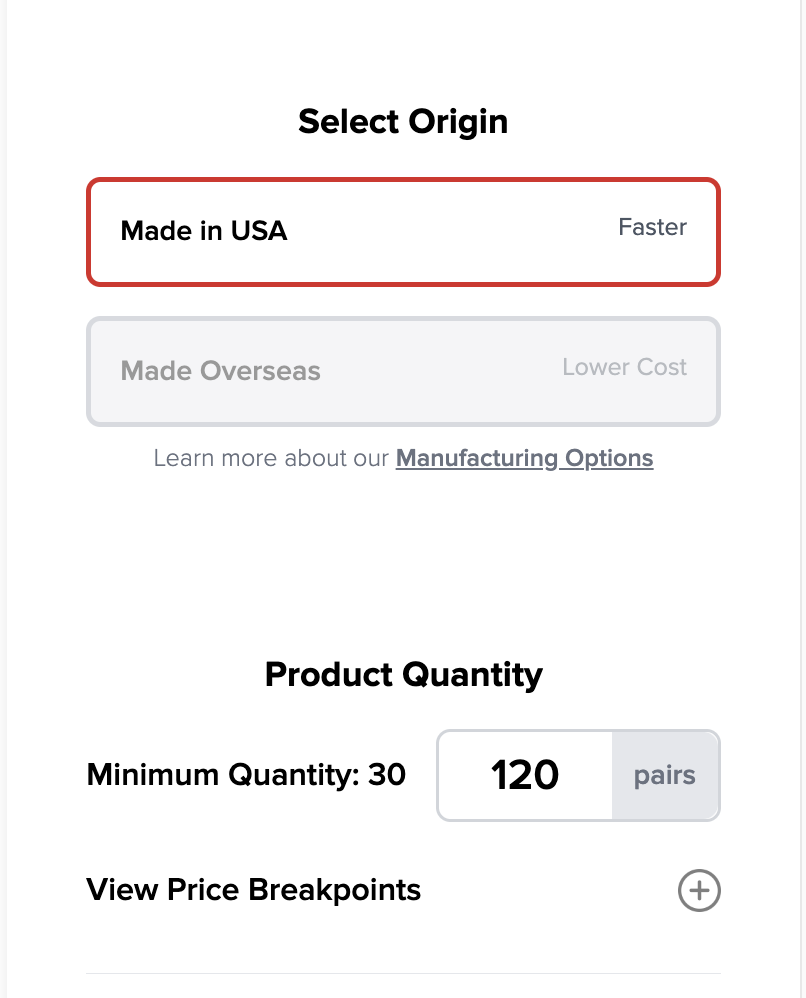 Select Origin
Made in USA Faster
Made Overseas Lower Cost
Learn more about our Manufacturing Options
Product Quantity
Minimum Quantity: 30 120 pairs
View Price Breakpoints